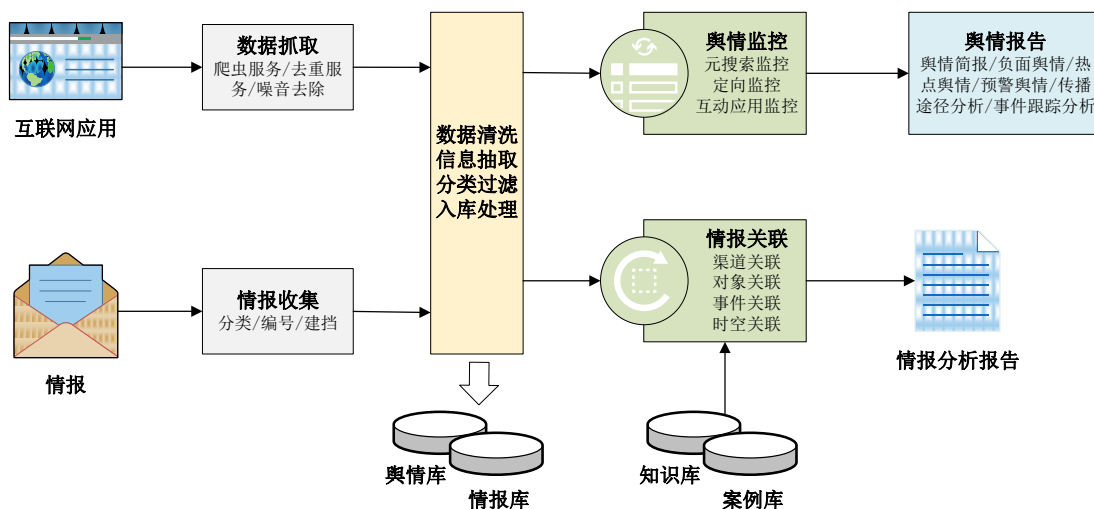 互联网应用
数据抓取
爬虫服务/去重服
务/噪音去除
数据清洗
信息抽取
分类过滤
入库处理
舆情监控
元搜索监控
定向监控
互动应用监控
舆情报告
舆情简报/负面舆情/热
点舆情/预警舆情/传播
途径分析/事件跟踪分析
情报
情报收集
分类/编号/建挡
情报关联
渠道关联
对象关联
事件关联
时空关联
情报分析报告
舆情库
情报库
知识库
案例库